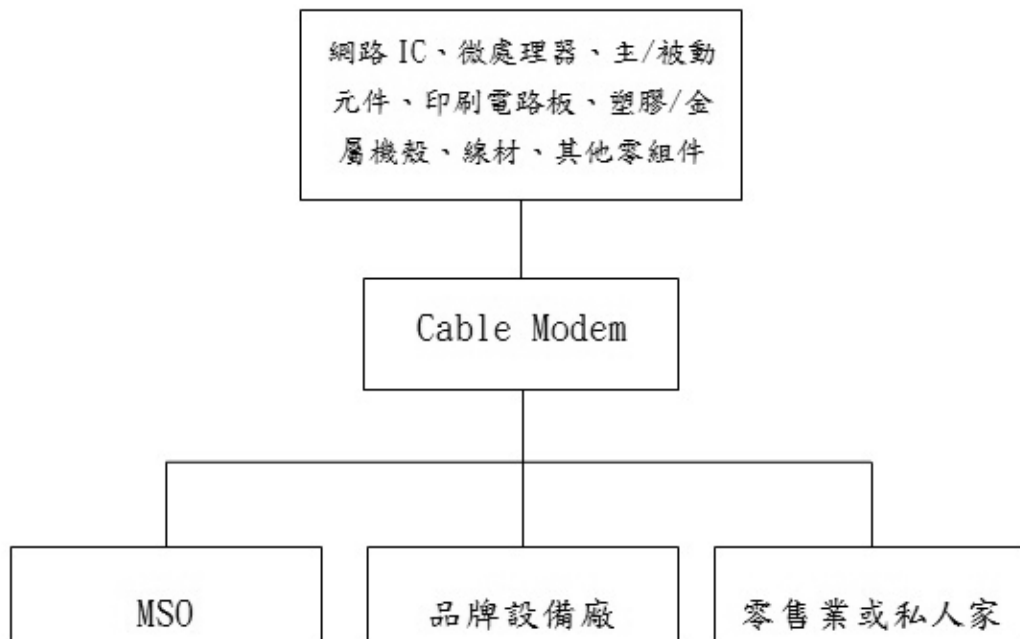 網路 IC、微處理器、主/被動
元件、印刷電路板、塑膠/金
屬機殼、線材、其他零組件
Cable Modem
MSO
品牌設備廠
零售業或私人家